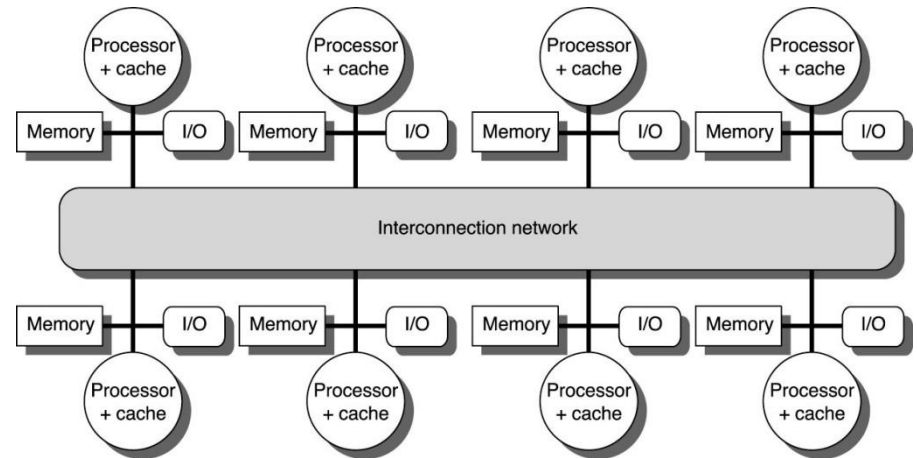 Processor
+ cache
Processor
+ cache
Processor
+ cache
Processor
+ cache
Memory
I/O
Memory
I/O
Memory
I/O
Memory
I/O
Interconnection network
Memory
I/O
Memory
I/O
Memory
I/O
Memory
I/O
Processor
+ cache
Processor
+ cache
Processor
+ cache
Processor
+ cache